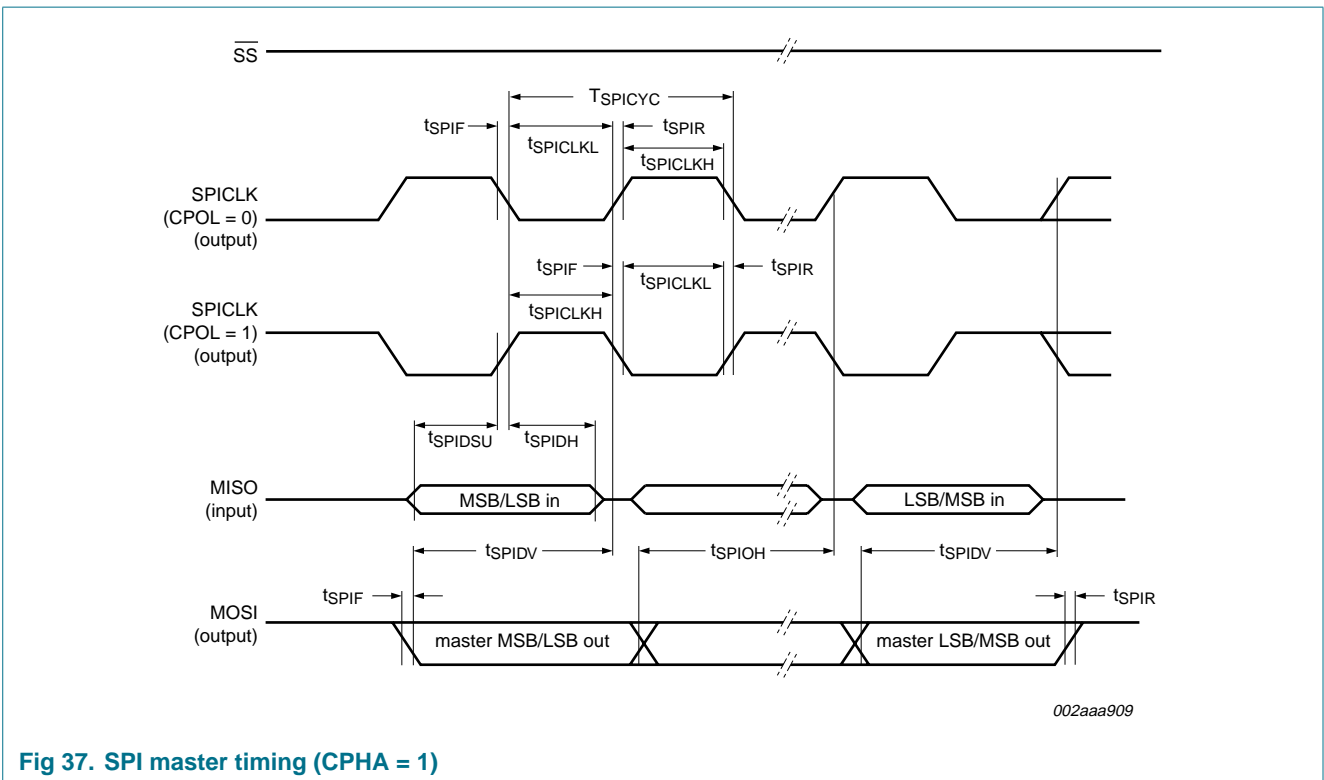 SS
TSPICYC
tSPIF
tSPICLKL
tSPIR
tSPICLKH
SPICLK
(CPOL = 0)
(output)
tSPIF
tSPICLKL
tSPIR
tSPICLKH
SPICLK
(CPOL = 1)
(output)
tSPIDSU
tSPIDH
MISO
(input)
MSB/LSB in
LSB/MSB in
tSPIDV
tSPIOH
tSPIDV
tSPIF
tSPIR
MOSI
(output)
master MSB/LSB out
master LSB/MSB out
002aaa909
Fig 37. SPI master timing (CPHA = 1)